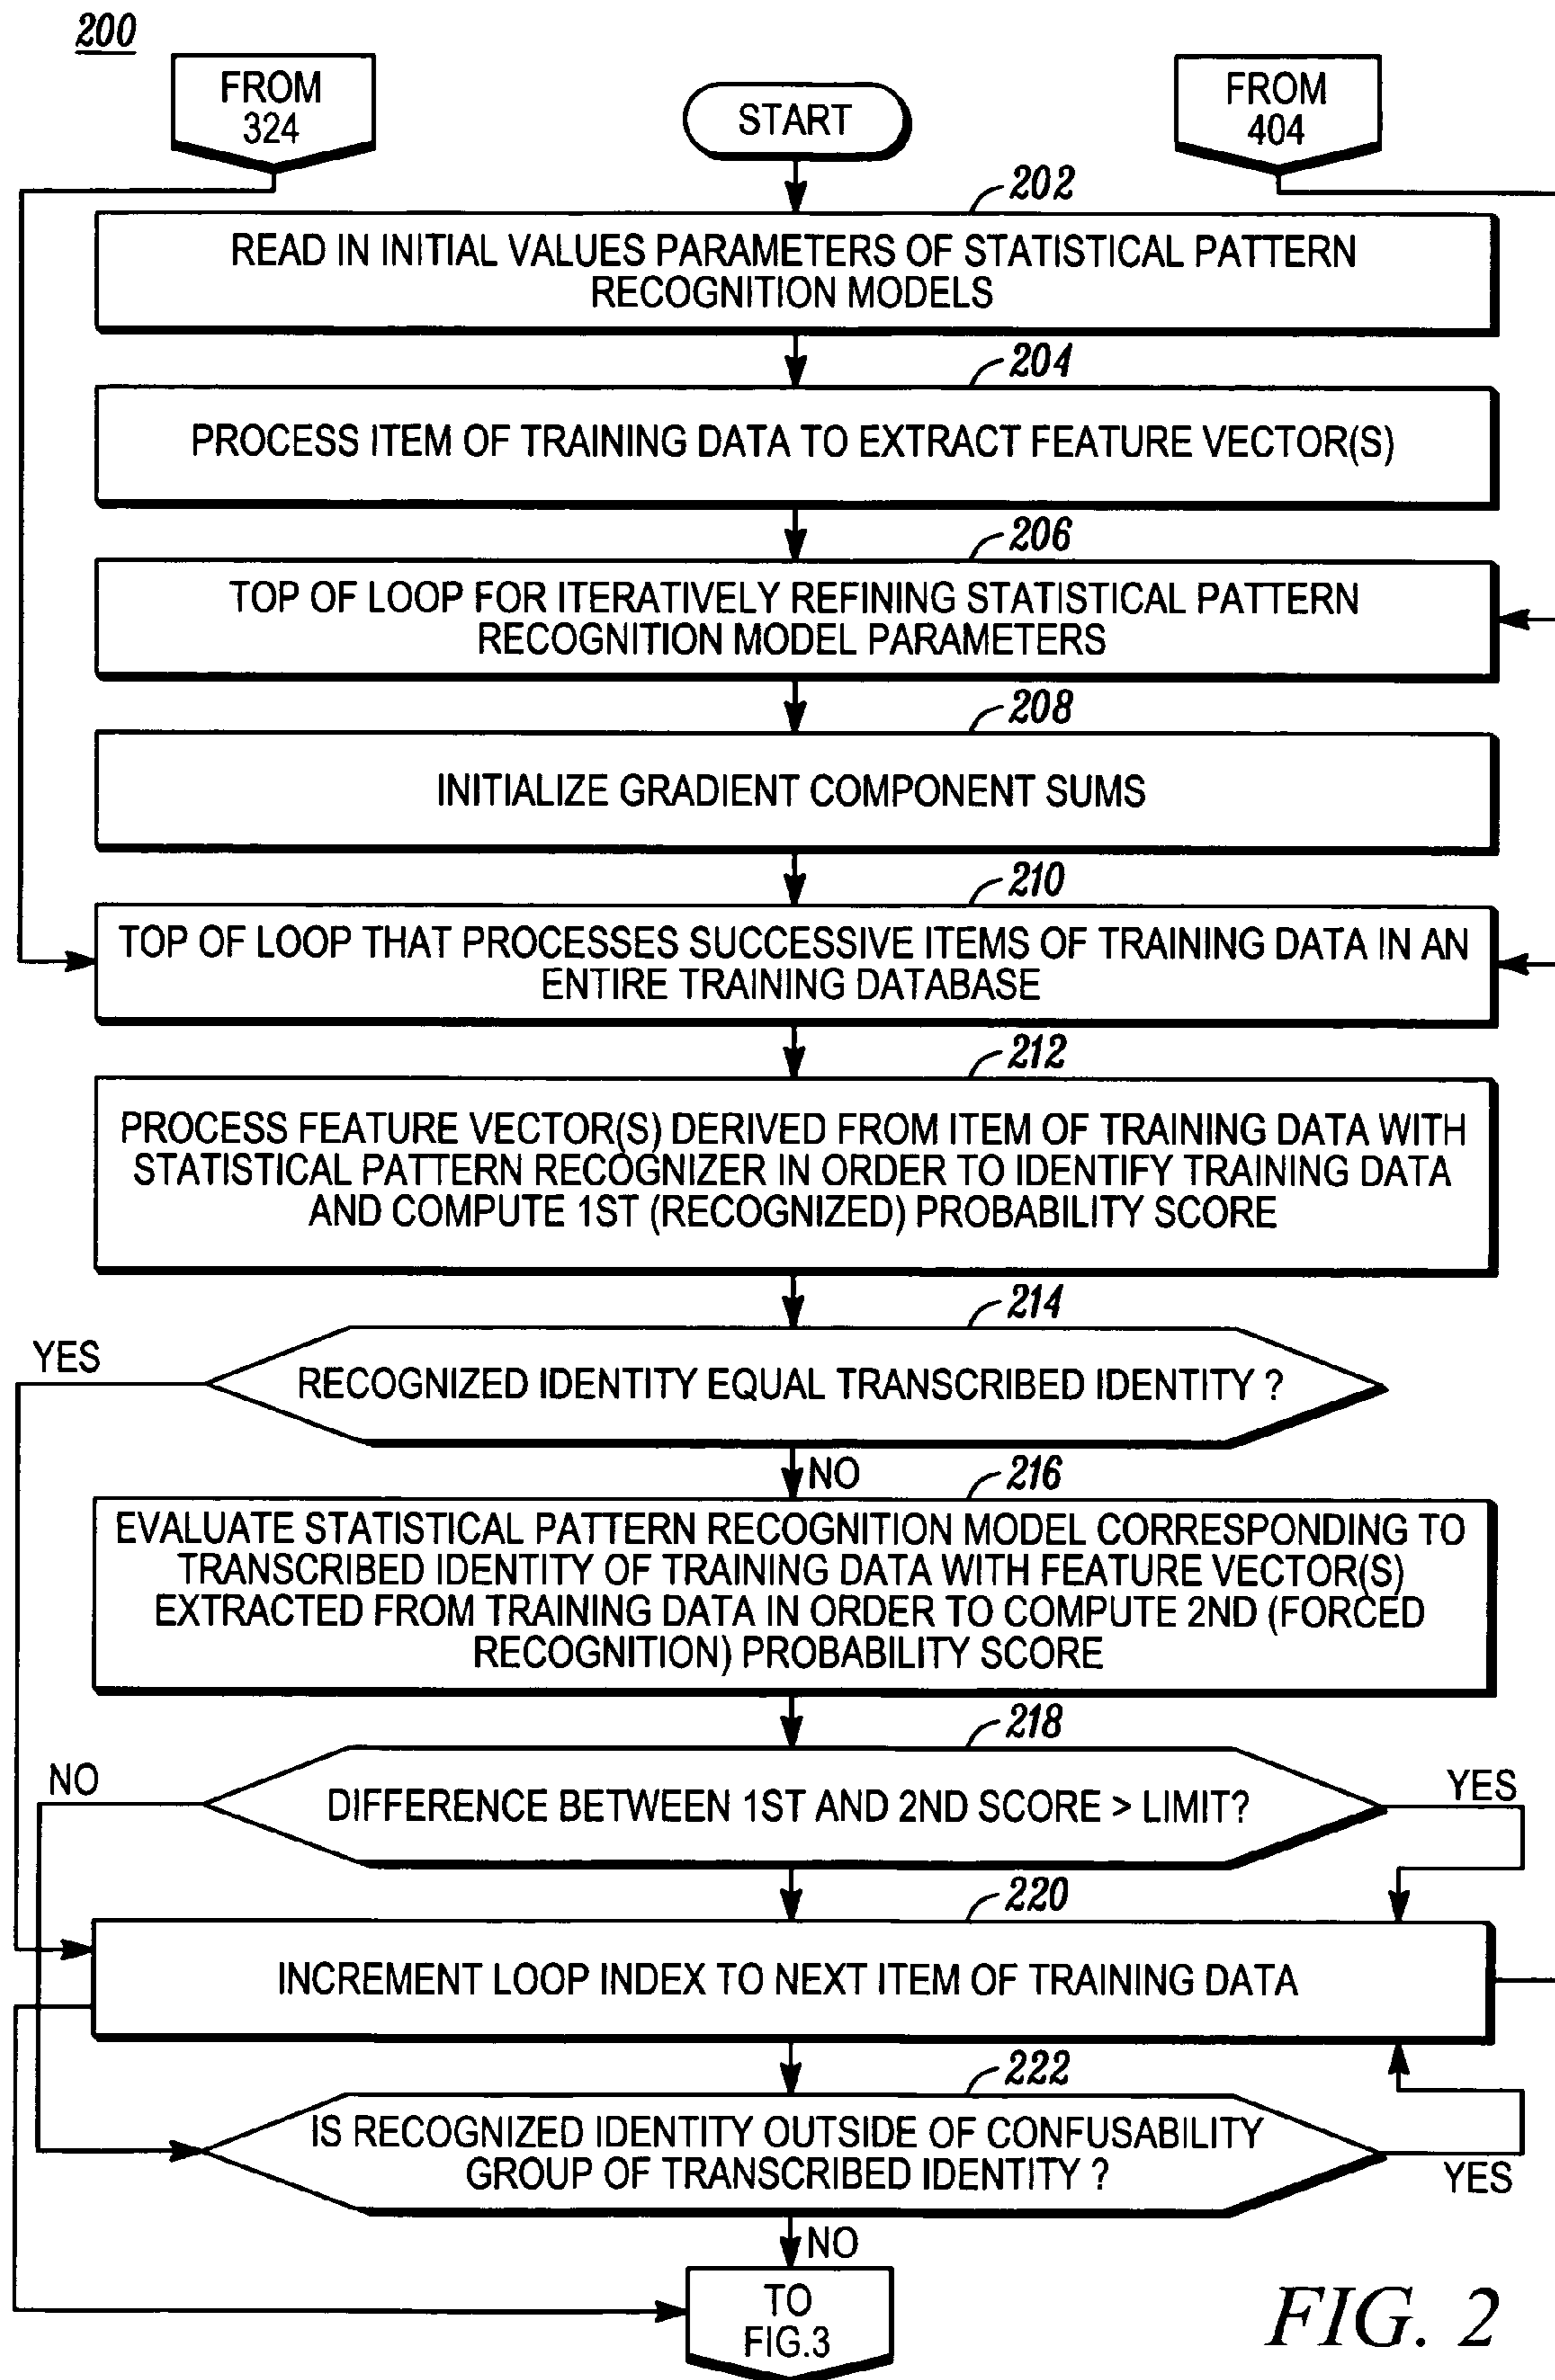 200
FROM
324
START
FROM
404
202
READ IN INITIAL VALUES PARAMETERS OF STATISTICAL PATTERN
RECOGNITION MODELS
204
PROCESS ITEM OF TRAINING DATA TO EXTRACT FEATURE VECTOR(S)
206
TOP OF LOOP FOR ITERATIVELY REFINING STATISTICAL PATTERN
RECOGNITION MODEL PARAMETERS
208
INITIALIZE GRADIENT COMPONENT SUMS
210
TOP OF LOOP THAT PROCESSES SUCCESSIVE ITEMS OF TRAINING DATA IN AN
ENTIRE TRAINING DATABASE
212
PROCESS FEATURE VECTOR(S) DERIVED FROM ITEM OF TRAINING DATA WITH
STATISTICAL PATTERN RECOGNIZER IN ORDER TO IDENTIFY TRAINING DATA
AND COMPUTE 1ST (RECOGNIZED) PROBABILITY SCORE
214
YES
RECOGNIZED IDENTITY EQUAL TRANSCRIBED IDENTITY ?
NO
216
EVALUATE STATISTICAL PATTERN RECOGNITION MODEL CORRESPONDING TO
TRANSCRIBED IDENTITY OF TRAINING DATA WITH FEATURE VECTOR(S)
EXTRACTED FROM TRAINING DATA IN ORDER TO COMPUTE 2ND (FORCED
RECOGNITION) PROBABILITY SCORE
218
NO
DIFFERENCE BETWEEN 1ST AND 2ND SCORE > LIMIT?
YES
220
INCREMENT LOOP INDEX TO NEXT ITEM OF TRAINING DATA
222
IS RECOGNIZED IDENTITY OUTSIDE OF CONFUSABILITY
GROUP OF TRANSCRIBED IDENTITY ?
YES
NO
TO
FIG.3
FIG. 2